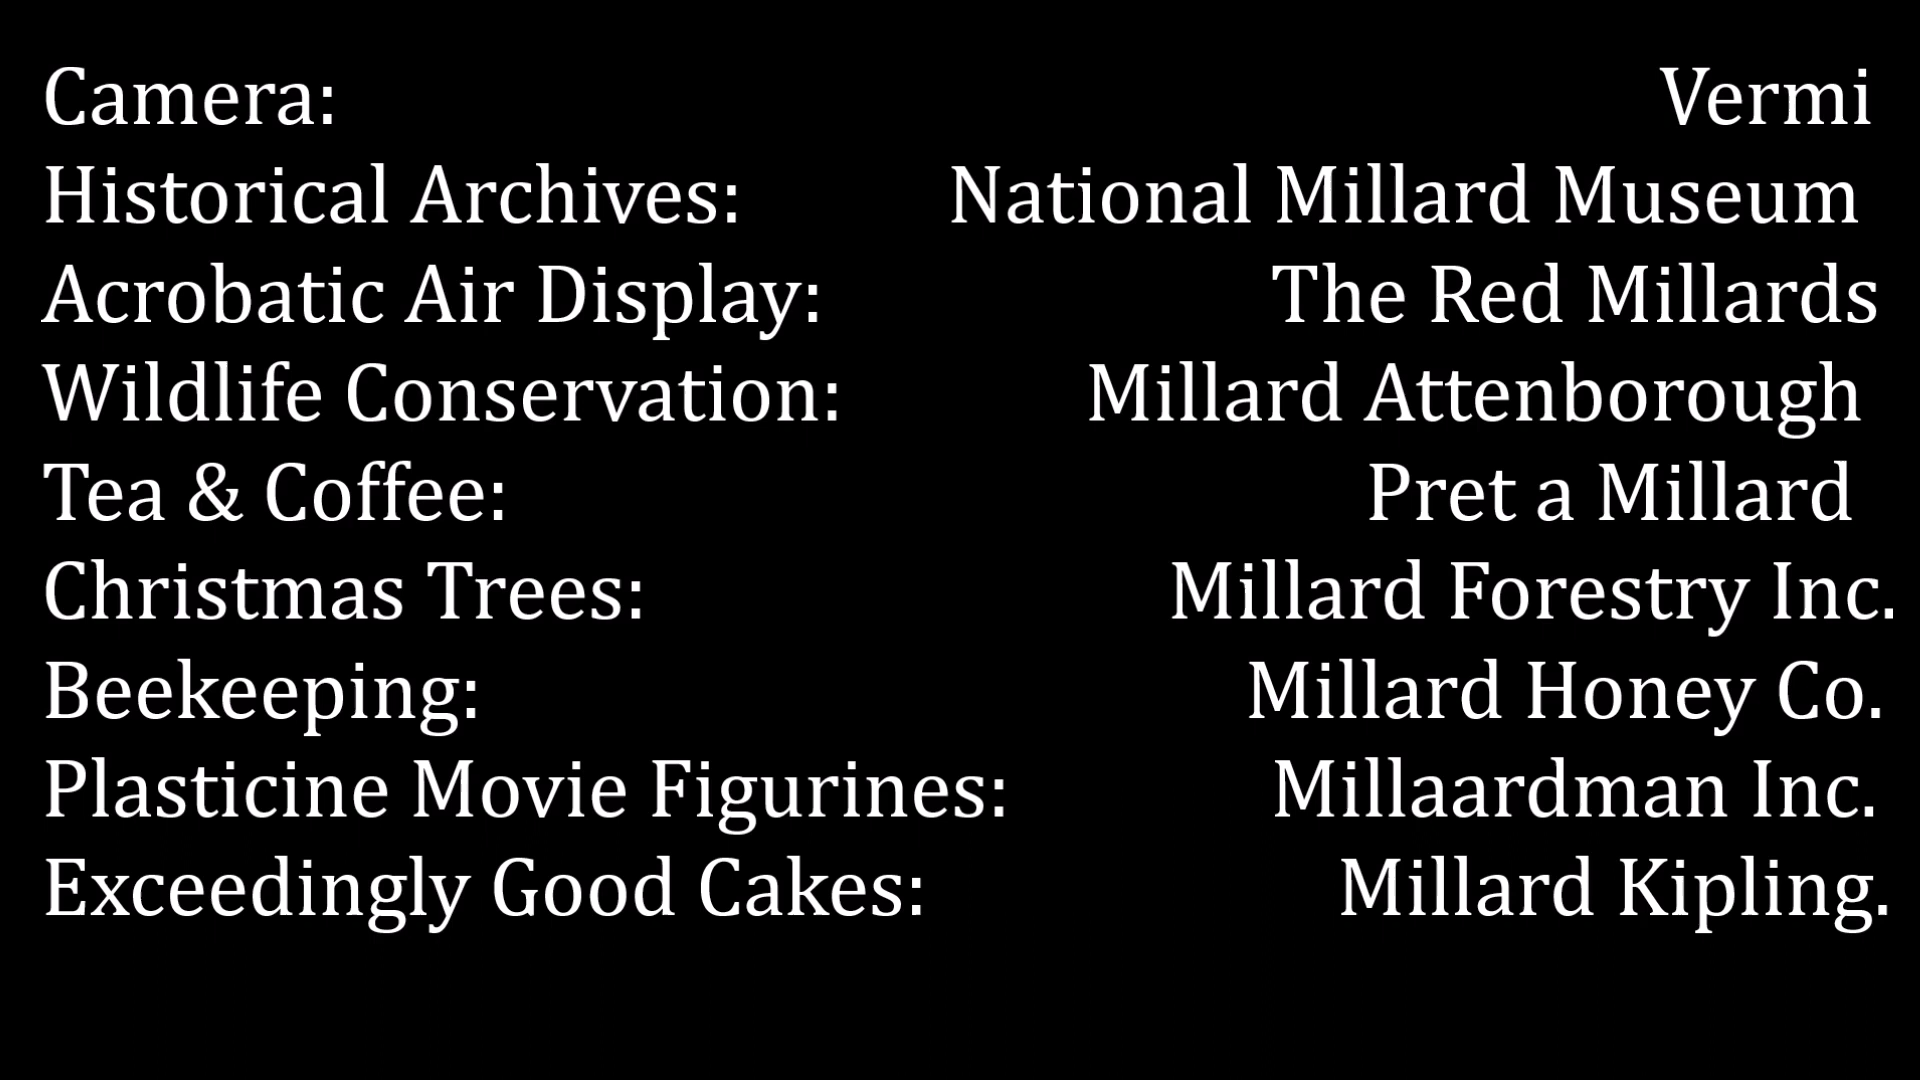 Camera: Vermi
Historical Archives: National Millard Museum
Acrobatic Air Display: The Red Millards
Wildlife Conservation: Millard Attenborough
Tea & Coffee: Pret a Millard
Christmas Trees: Millard Forestry Inc.
Beekeeping: Millard Honey Co.
Plasticine Movie Figurines: Millaardman Inc.
Exceedingly Good Cakes: Millard Kipling.